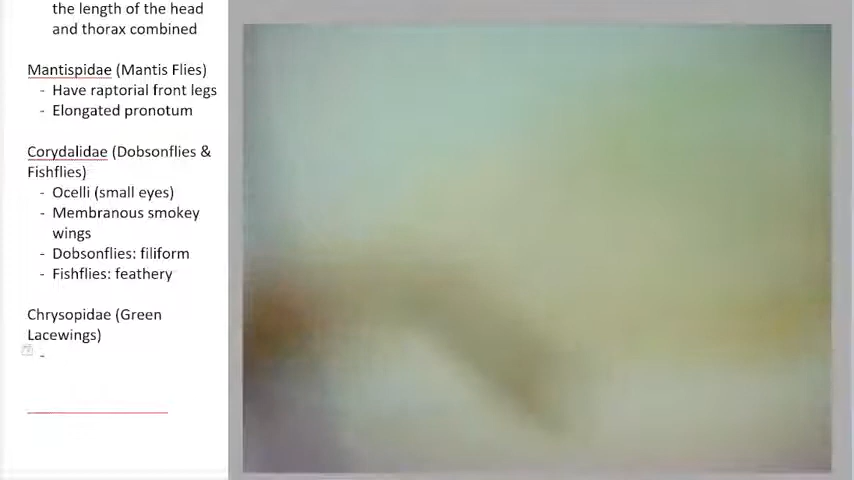 the length of the head
and thorax combined
Mantispidae (Mantis Flies)
- Have raptorial front legs
- Elongated pronotum
Corydalidae (Dobsonflies &
Fishflies)
- Ocelli (small eyes)
- Membranous smokey
wings
- Dobsonflies: filiform
- Fishflies: feathery
Chrysopidae (Green
Lacewings)
-